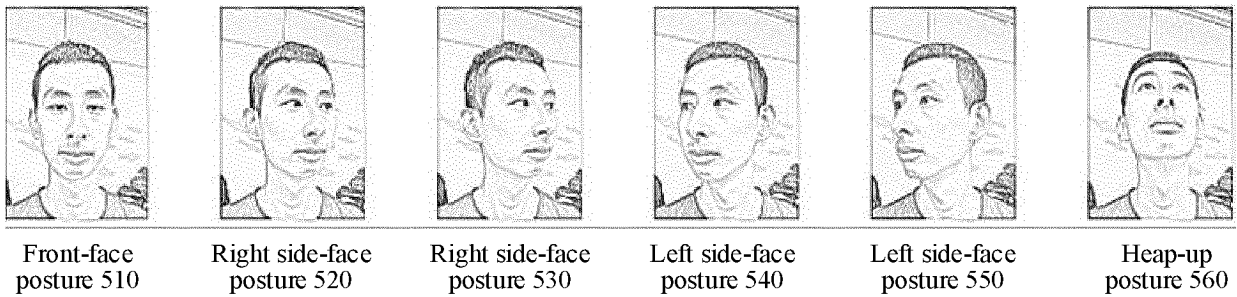 Front-face
posture 510
Right side-face
posture 520
Right side-face
posture 530
Left side-face
posture 540
Left side-face
posture 550
Heap-up
posture 560